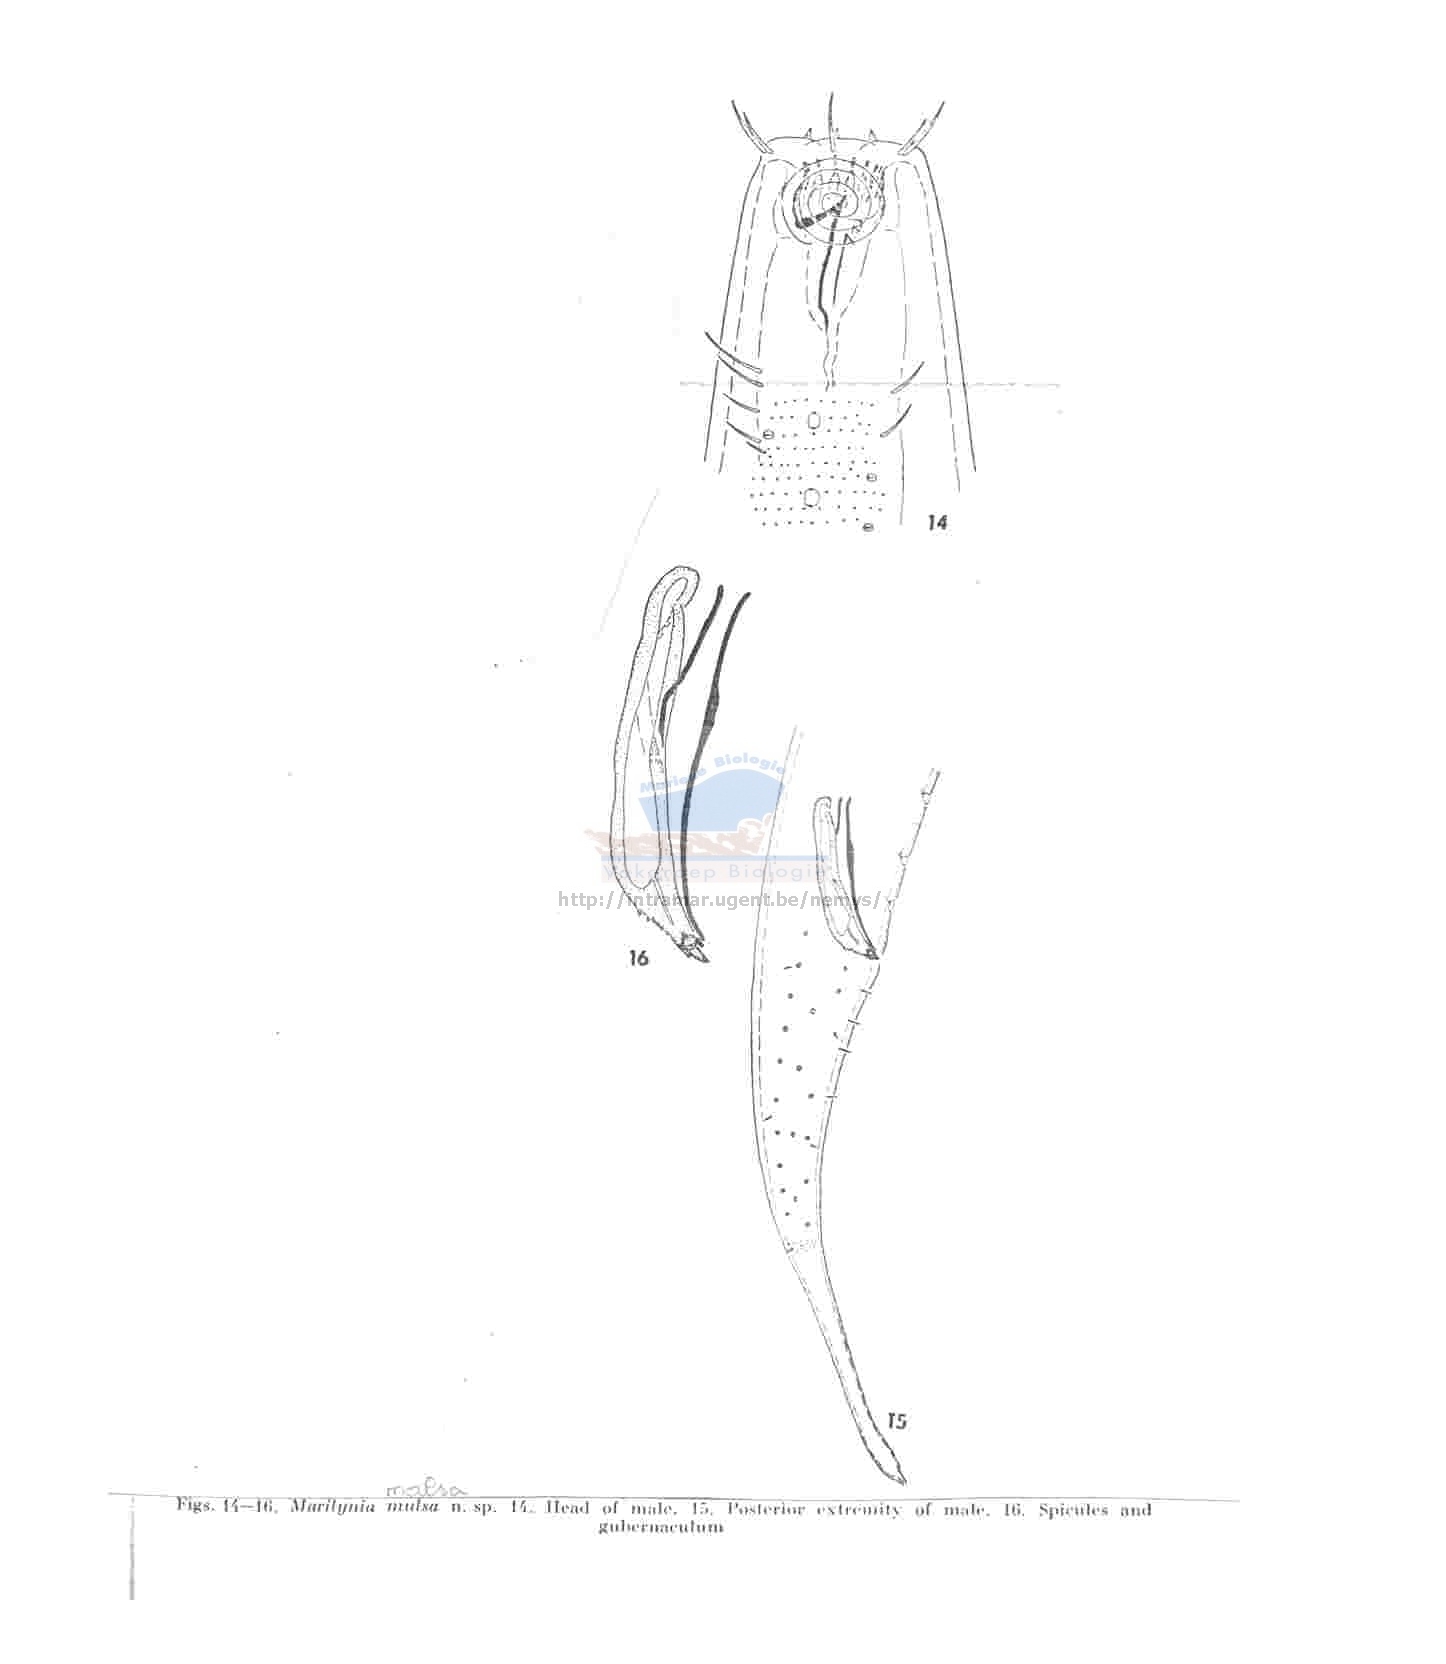 14
Mariene Biologie
Vakgroep Biologie
http://intramar.ugent.be/nemys/
16
15
malsa
Figs. 14—16. Marilynia mulsa n. sp. 14. Head of male. 15. Posterior extremity of male. 16. Spicules and
gubernaculum